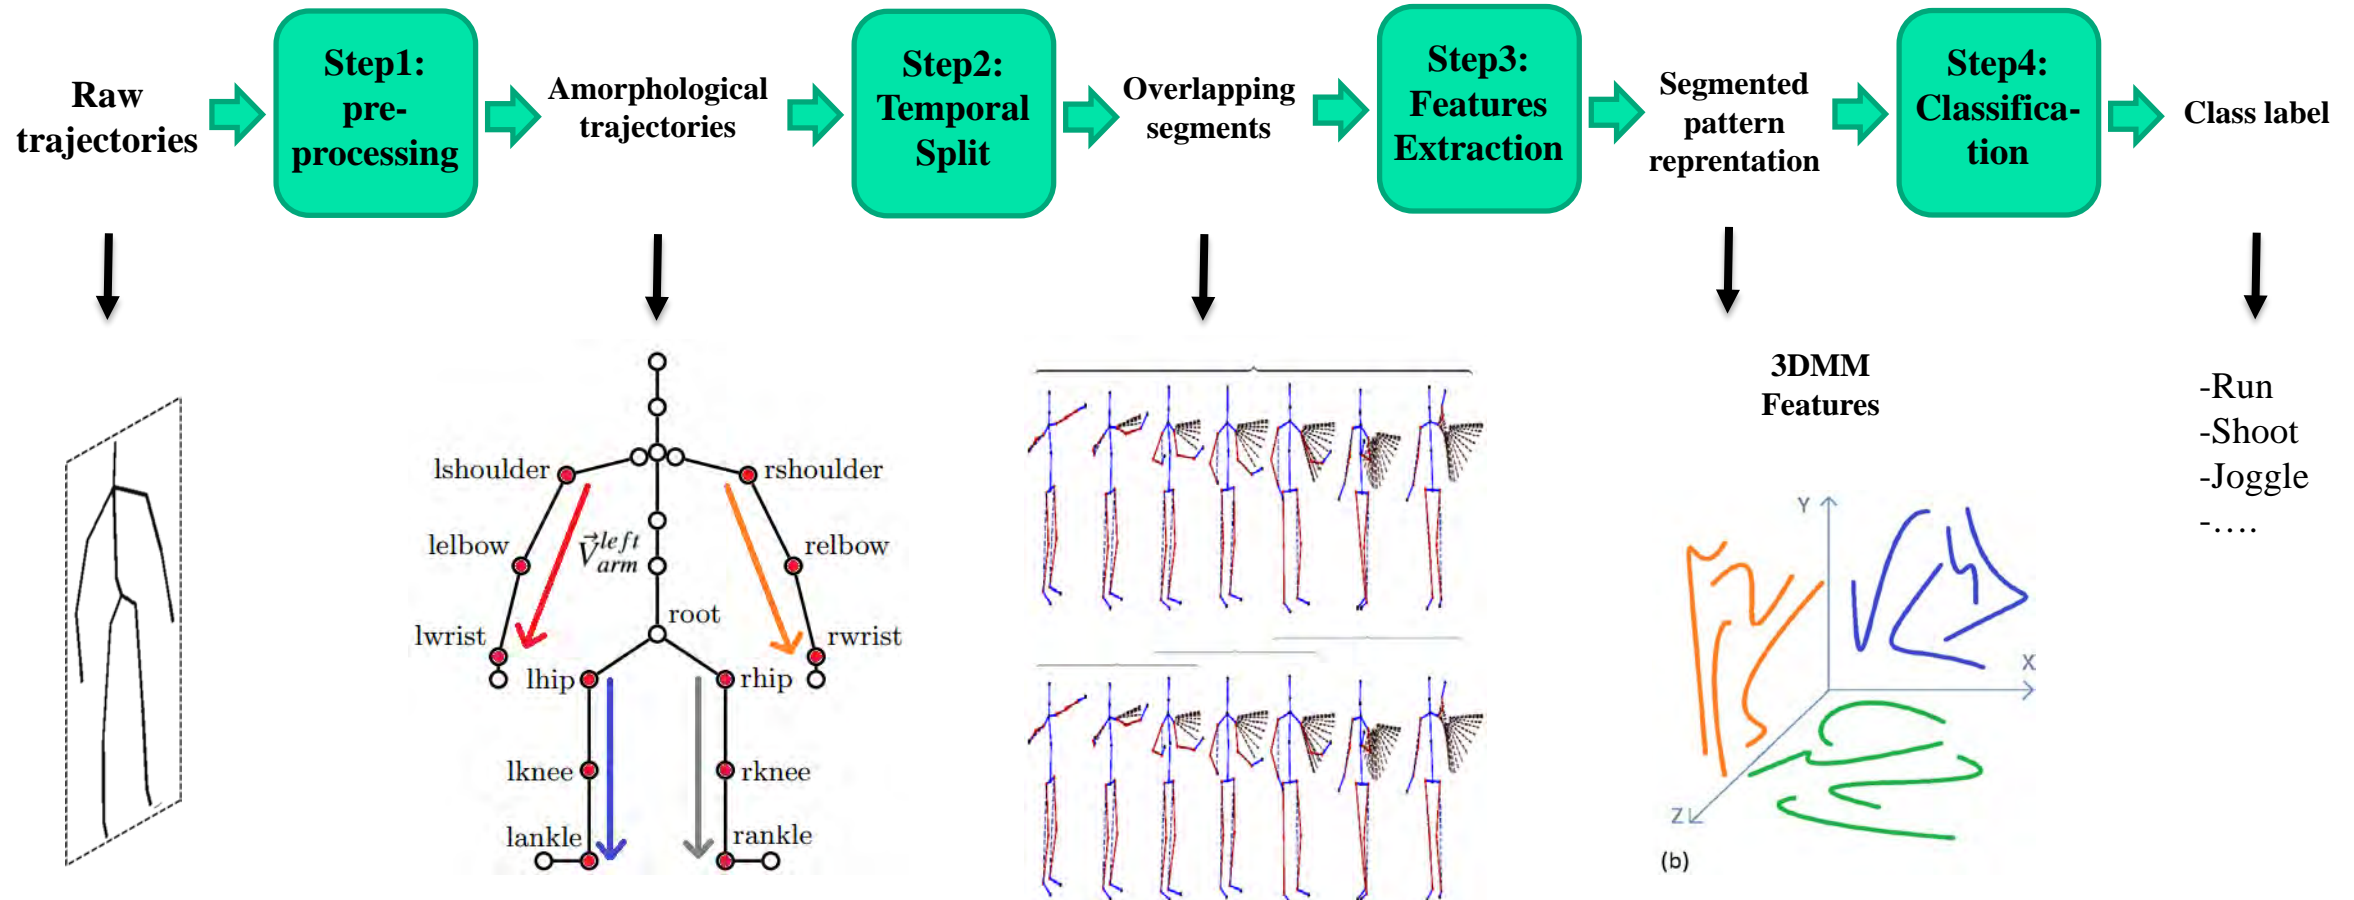 Raw
trajectories
Step1:
pre-
processing
Amorphological
trajectories
Step2:
Temporal
Split
Overlapping
segments
Step3:
Features
Extraction
Segmented
pattern
reprentation
Step4:
Classifica-
tion
Class label
lshoulder
rshoulder
lelbow
V⃗ left arm
relbow
root
lwrist
rwrist
lhip
rhip
lknee
rknee
lankle
rankle
3DMM
Features
Y
X
Z
(b)
-Run
-Shoot
-Joggle
-….